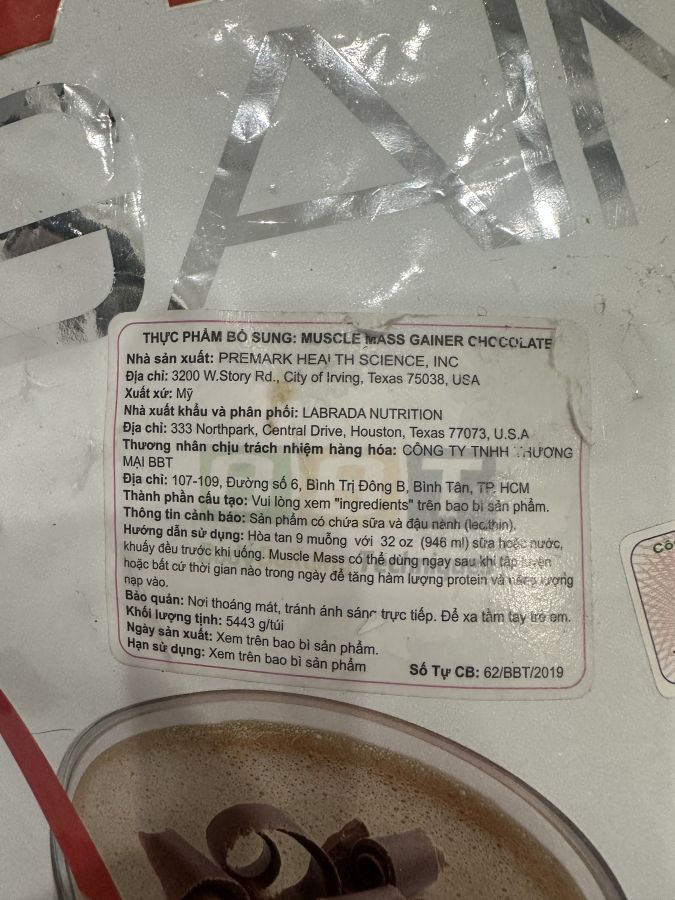 GAIN
THỰC PHẨM BỔ SUNG: MUSCLE MASS GAINER CHOCOLATE
Nhà sản xuất: PREMARK HEALTH SCIENCE, INC
Địa chỉ: 3200 W.Story Rd., City of Irving, Texas 75038, USA
Xuất xứ: Mỹ
Nhà xuất khẩu và phân phối: LABRADA NUTRITION
Địa chỉ: 333 Northpark, Central Drive, Houston, Texas 77073, U.S.A
Thương nhân chịu trách nhiệm hàng hóa: CÔNG TY TNHH THƯƠNG
MẠI BBT
Địa chỉ: 107-109, Đường số 6, Bình Trị Đông B, Bình Tân, TP. HCM
Thành phần cấu tạo: Vui lòng xem "ingredients" trên bao bì sản phẩm.
Thông tin cảnh báo: Sản phẩm có chứa sữa và đậu nành (lecithin).
Hướng dẫn sử dụng: Hòa tan 9 muỗng với 32 oz (946 ml) sữa hoặc nước,
khuấy đều trước khi uống. Muscle Mass có thể dùng ngay sau khi tập luyện
hoặc bất cứ thời gian nào trong ngày để tăng hàm lượng protein và năng lượng
nạp vào.
Bảo quản: Nơi thoáng mát, tránh ánh sáng trực tiếp. Để xa tầm tay trẻ em.
Khối lượng tịnh: 5443 g/túi
Ngày sản xuất: Xem trên bao bì sản phẩm.
Hạn sử dụng: Xem trên bao bì sản phẩm
Số Tự CB: 62/BBT/2019